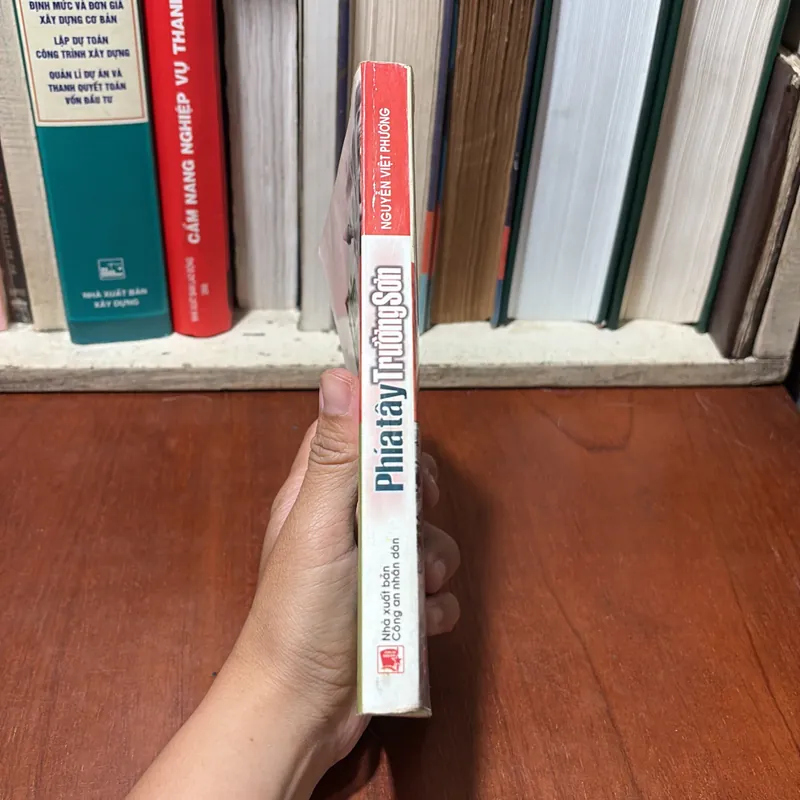 ĐỊNH MỨC VÀ ĐƠN GIÁ
XÂY DỰNG CƠ BẢN
LẬP DỰ TOÁN
CÔNG TRÌNH XÂY DỰNG
QUẢN LÍ DỰ ÁN VÀ
THANH QUYẾT TOÁN
VỐN ĐẦU TƯ
NHÀ XUẤT BẢN
XÂY DỰNG
CẨM NANG NGHIỆP VỤ THANH
NGUYỄN VIỆT PHƯƠNG
Phía tây Trường Sơn
Nhà xuất bản
Công an nhân dân